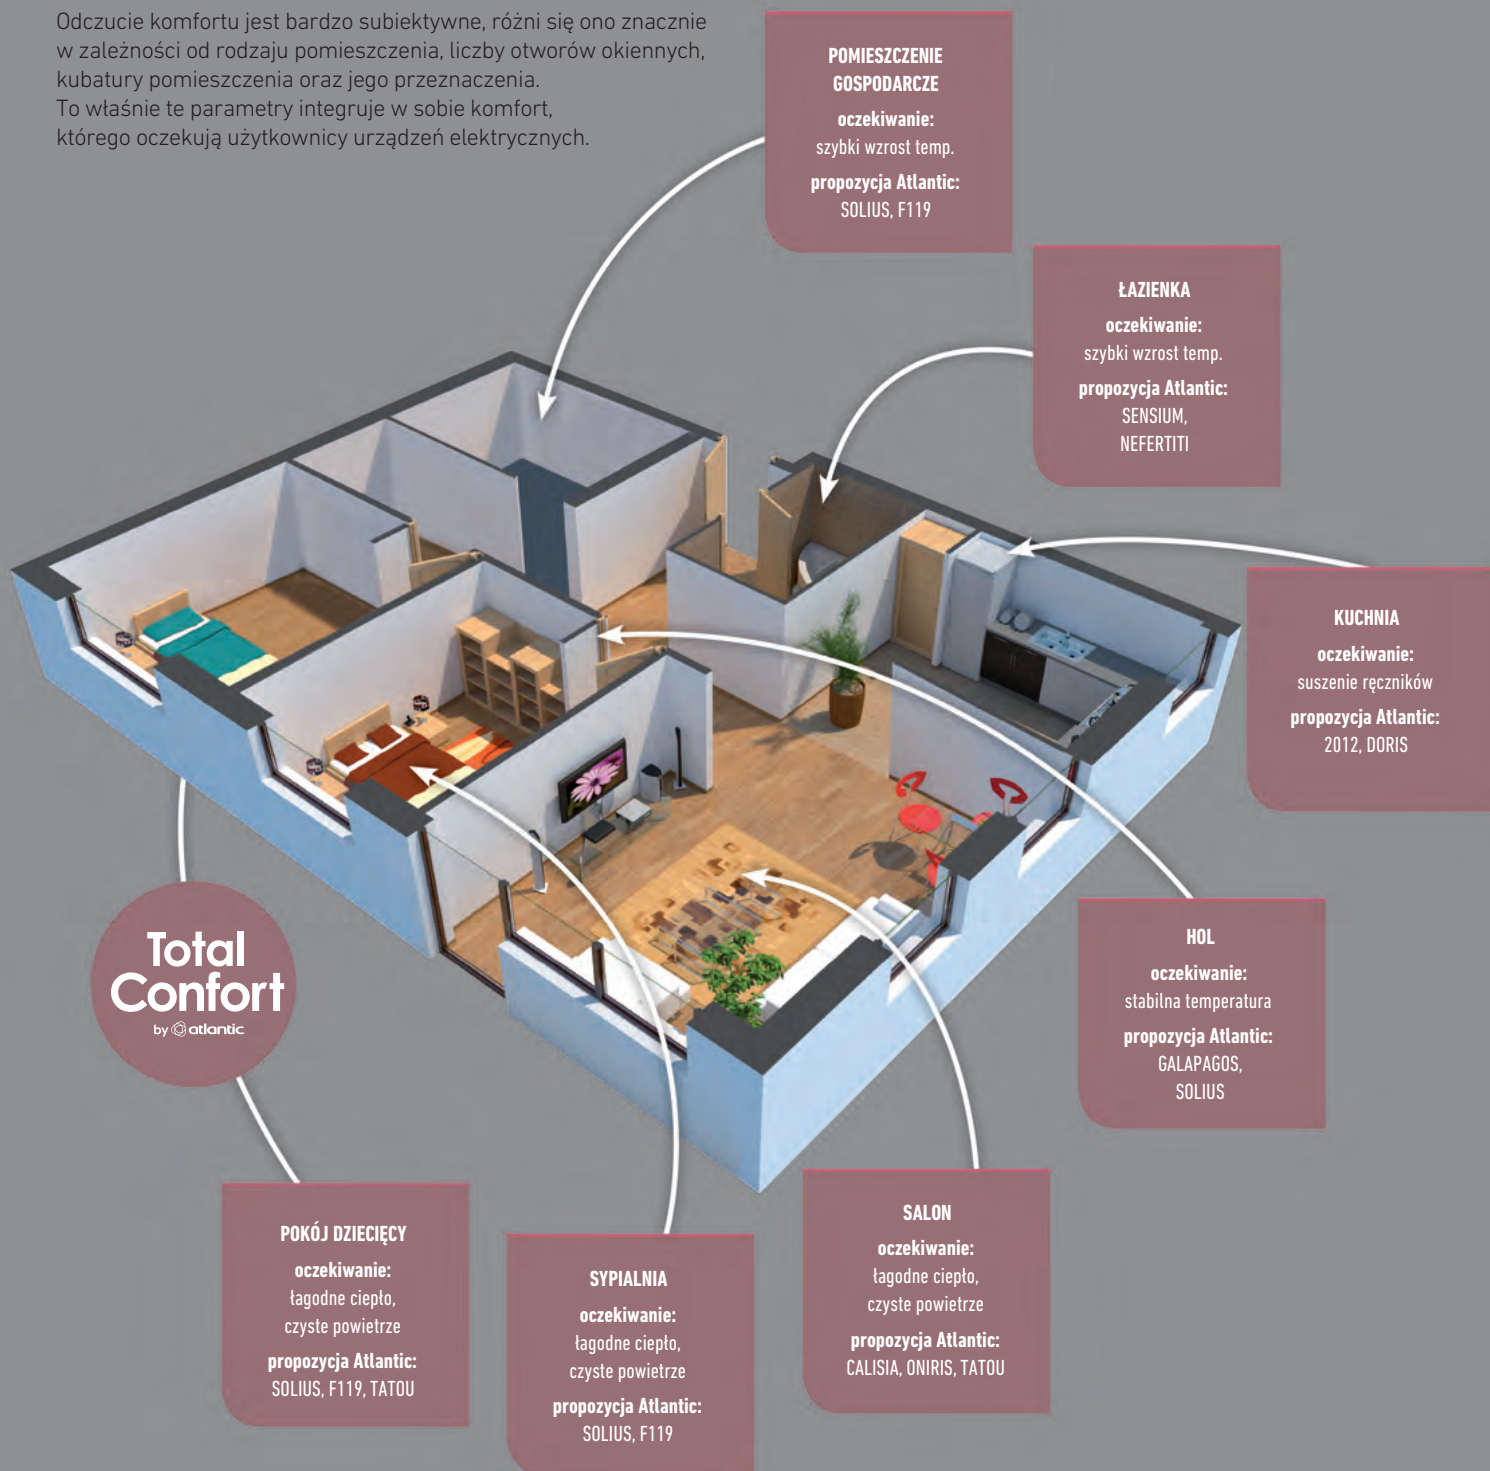 Odczucie komfortu jest bardzo subiektywne, różni się ono znacznie
w zależności od rodzaju pomieszczenia, liczby otworów okiennych,
kubatury pomieszczenia oraz jego przeznaczenia.
To właśnie te parametry integruje w sobie komfort,
którego oczekują użytkownicy urządzeń elektrycznych.
POMIESZCZENIE
GOSPODARCZE
oczekiwanie:
szybki wzrost temp.
propozycja Atlantic:
SOLIUS, F119
ŁAZIENKA
oczekiwanie:
szybki wzrost temp.
propozycja Atlantic:
SENSIUM,
NEFERTITI
KUCHNIA
oczekiwanie:
suszenie ręczników
propozycja Atlantic:
2012, DORIS
HOL
oczekiwanie:
stabilna temperatura
propozycja Atlantic:
GALAPAGOS,
SOLIUS
Total
Confort
by atlantic
POKÓJ DZIECIĘCY
oczekiwanie:
łagodne ciepło,
czyste powietrze
propozycja Atlantic:
SOLIUS, F119, TATOU
SYPIALNIA
oczekiwanie:
łagodne ciepło,
czyste powietrze
propozycja Atlantic:
SOLIUS, F119
SALON
oczekiwanie:
łagodne ciepło,
czyste powietrze
propozycja Atlantic:
CALISIA, ONIRIS, TATOU